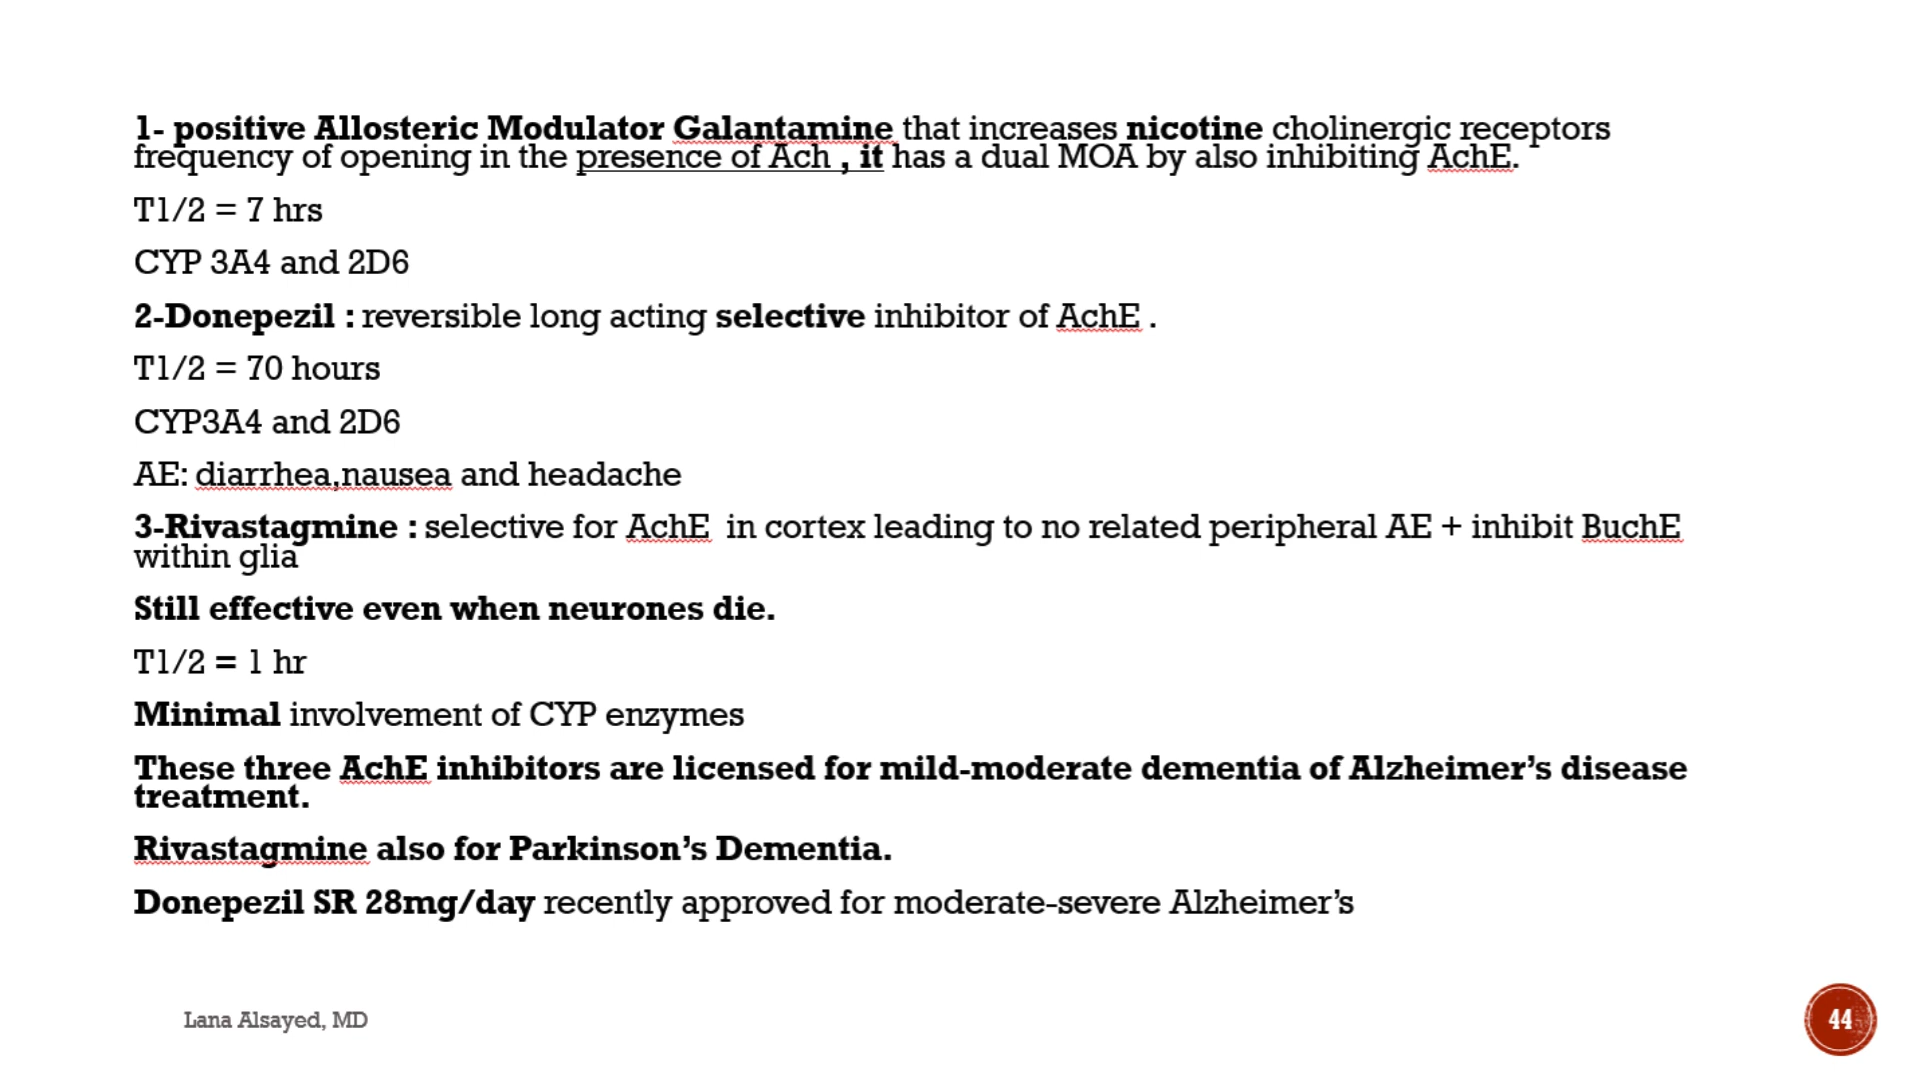 1- positive Allosteric Modulator Galantamine that increases nicotine cholinergic receptors
frequency of opening in the presence of Ach , it has a dual MOA by also inhibiting AchE.
T1/2 = 7 hrs
CYP 3A4 and 2D6
2-Donepezil : reversible long acting selective inhibitor of AchE .
T1/2 = 70 hours
CYP3A4 and 2D6
AE: diarrhea,nausea and headache
3-Rivastagmine : selective for AchE in cortex leading to no related peripheral AE + inhibit BuchE
within glia
Still effective even when neurones die.
T1/2 = 1 hr
Minimal involvement of CYP enzymes
These three AchE inhibitors are licensed for mild-moderate dementia of Alzheimer’s disease
treatment.
Rivastagmine also for Parkinson’s Dementia.
Donepezil SR 28mg/day recently approved for moderate-severe Alzheimer’s
Lana Alsayed, MD
44